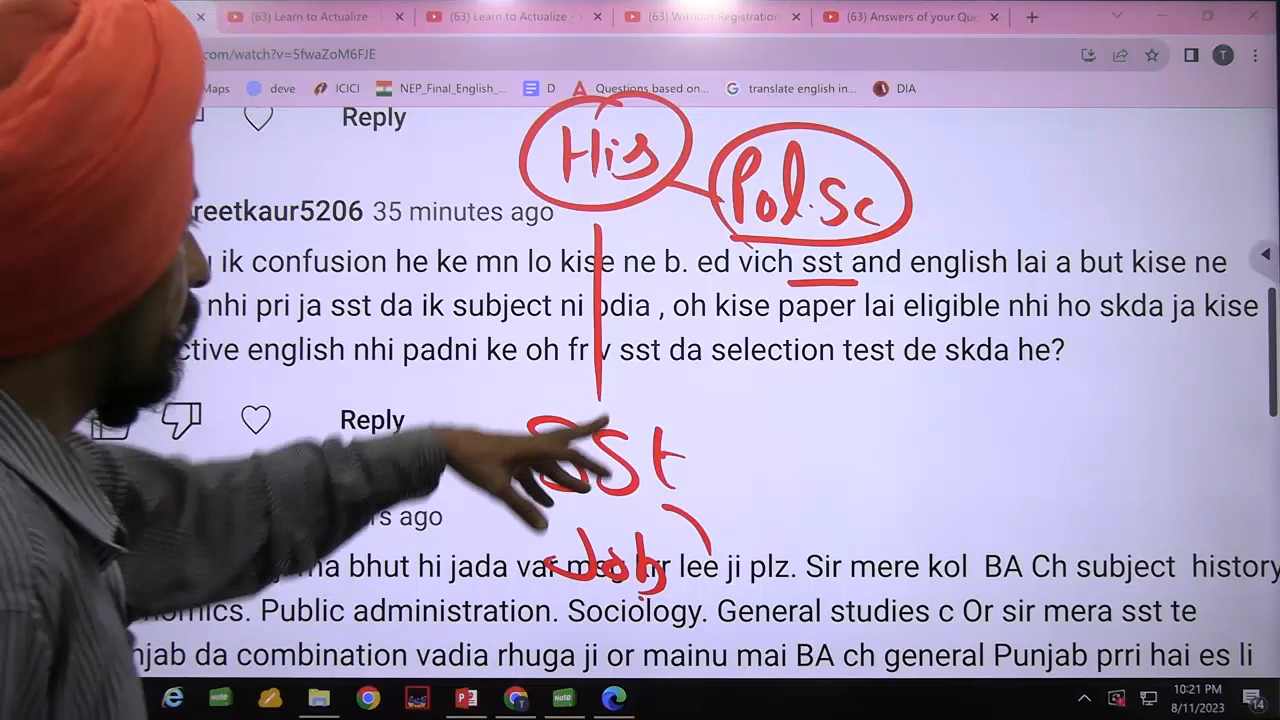 (63) Learn to Actualize - (63) Learn to Actualize - (63) Without Registration (63) Answers of your Que
com/watch?v=5fwaZoM6FJE T
Maps deve ICICI NEP_Final_English_... D Questions based on... translate english in... DIA
Reply
His
Pol.Sc
reetkaur5206 35 minutes ago
ik confusion he ke mn lo kise ne b. ed vich sst and english lai a but kise ne
nhi pri ja sst da ik subject ni pdia , oh kise paper lai eligible nhi ho skda ja kise
ctive english nhi padni ke oh fr v sst da selection test de skda he?
Reply
SSt
rs ago
Job
bhut hi jada var msg krr lee ji plz. Sir mere kol BA Ch subject history
nomics. Public administration. Sociology. General studies c Or sir mera sst te
njab da combination vadia rhuga ji or mainu mai BA ch general Punjab prri hai es li
10:21 PM
8/11/2023
14